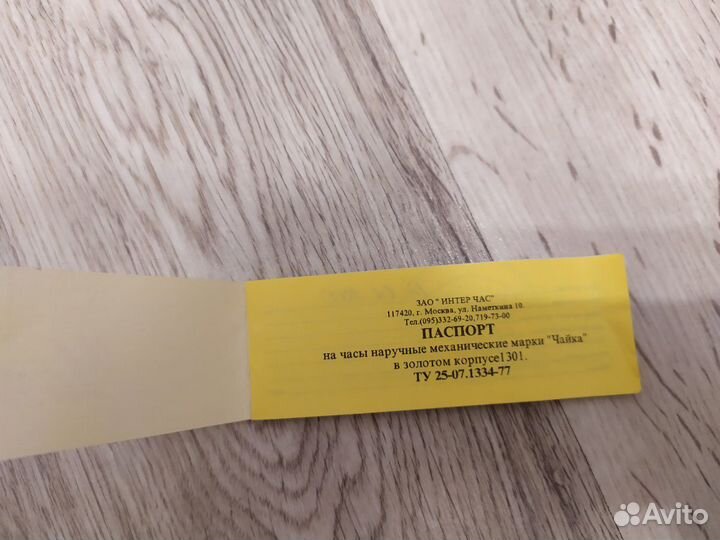 ЗАО " ИНТЕР ЧАС"
117420, г. Москва, ул. Наметкина 10.
Тел.(095)332-69-20,719-73-00
ПАСПОРТ
на часы наручные механические марки "Чайка"
в золотом корпусе1301.
ТУ 25-07.1334-77
Avito